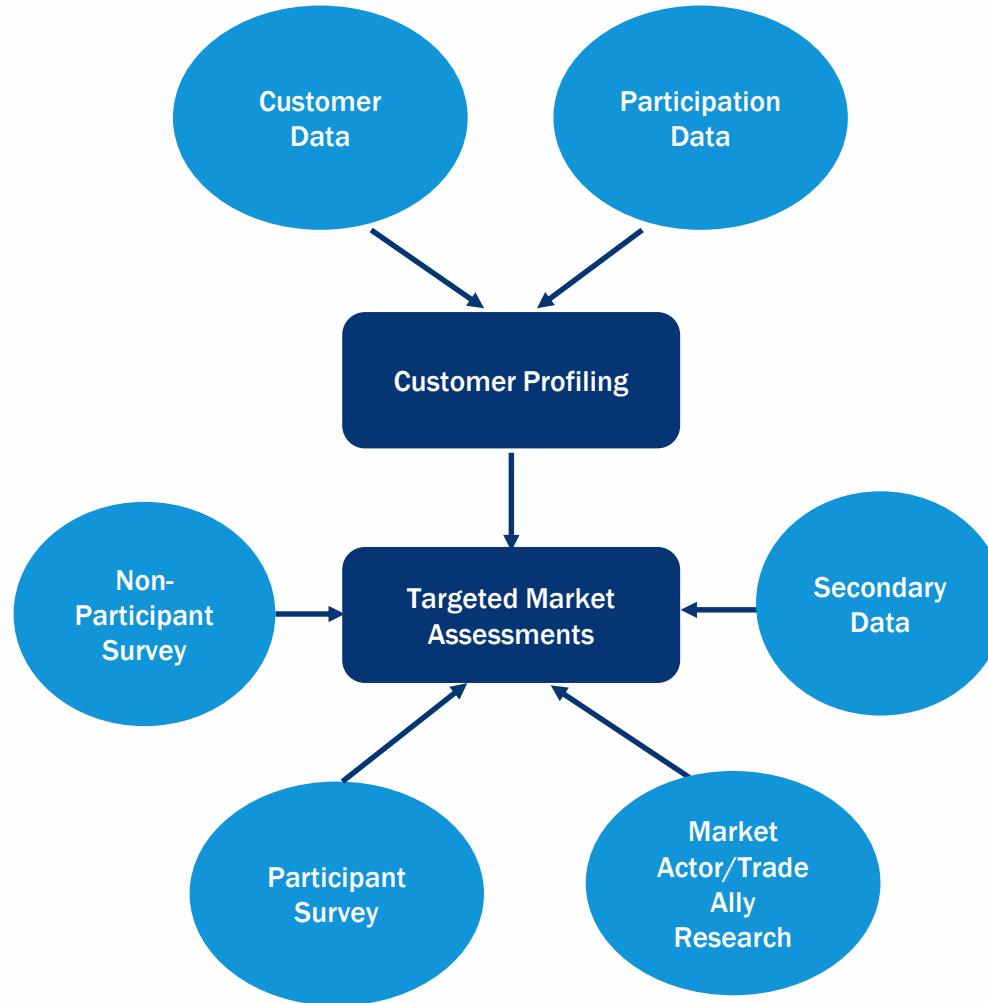 Customer
Data
Participation
Data
Customer Profiling
Non-
Participant
Survey
Targeted Market
Assessments
Secondary
Data
Participant
Survey
Market
Actor/Trade
Ally
Research